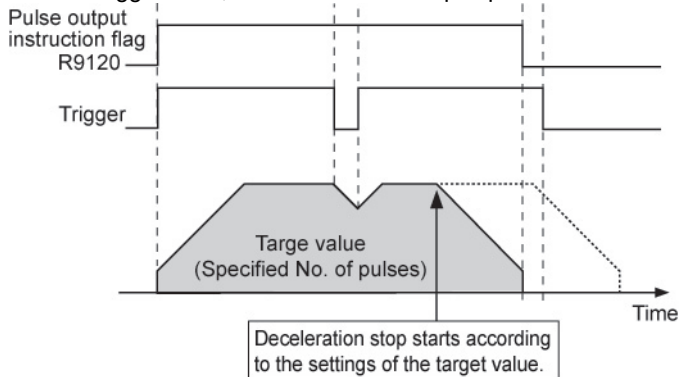 Pulse output
instruction flag
R9120
Trigger
Targe value
(Specified No. of pulses)
Time
Deceleration stop starts according
to the settings of the target value.